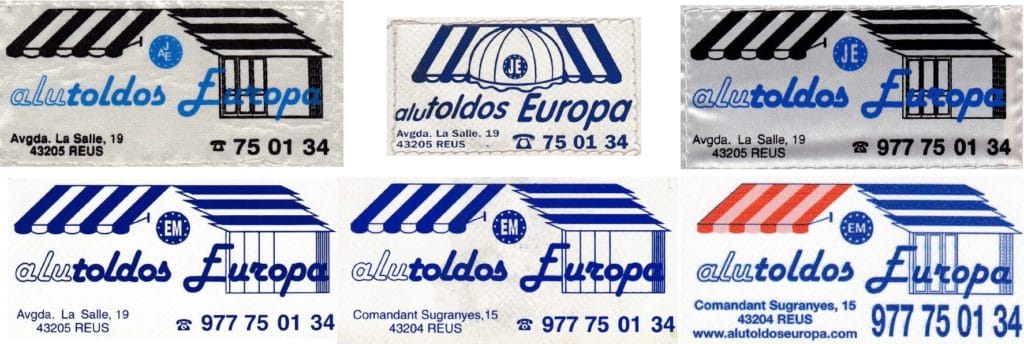 J
AE
alutoldos Europa
Avgda. La Salle, 19
43205 REUS
☎ 75 01 34
JE
alutoldos Europa
Avgda. La Salle, 19
43205 REUS
☎ 75 01 34
JE
alutoldos Europa
Avgda. La Salle, 19
43205 REUS
☎ 977 75 01 34
EM
alutoldos Europa
Avgda. La Salle, 19
43205 REUS
☎ 977 75 01 34
EM
alutoldos Europa
Comandant Sugranyes,15
43204 REUS
☎ 977 75 01 34
EM
alutoldos Europa
Comandant Sugranyes, 15
43204 REUS
www.alutoldoseuropa.com
977 75 01 34